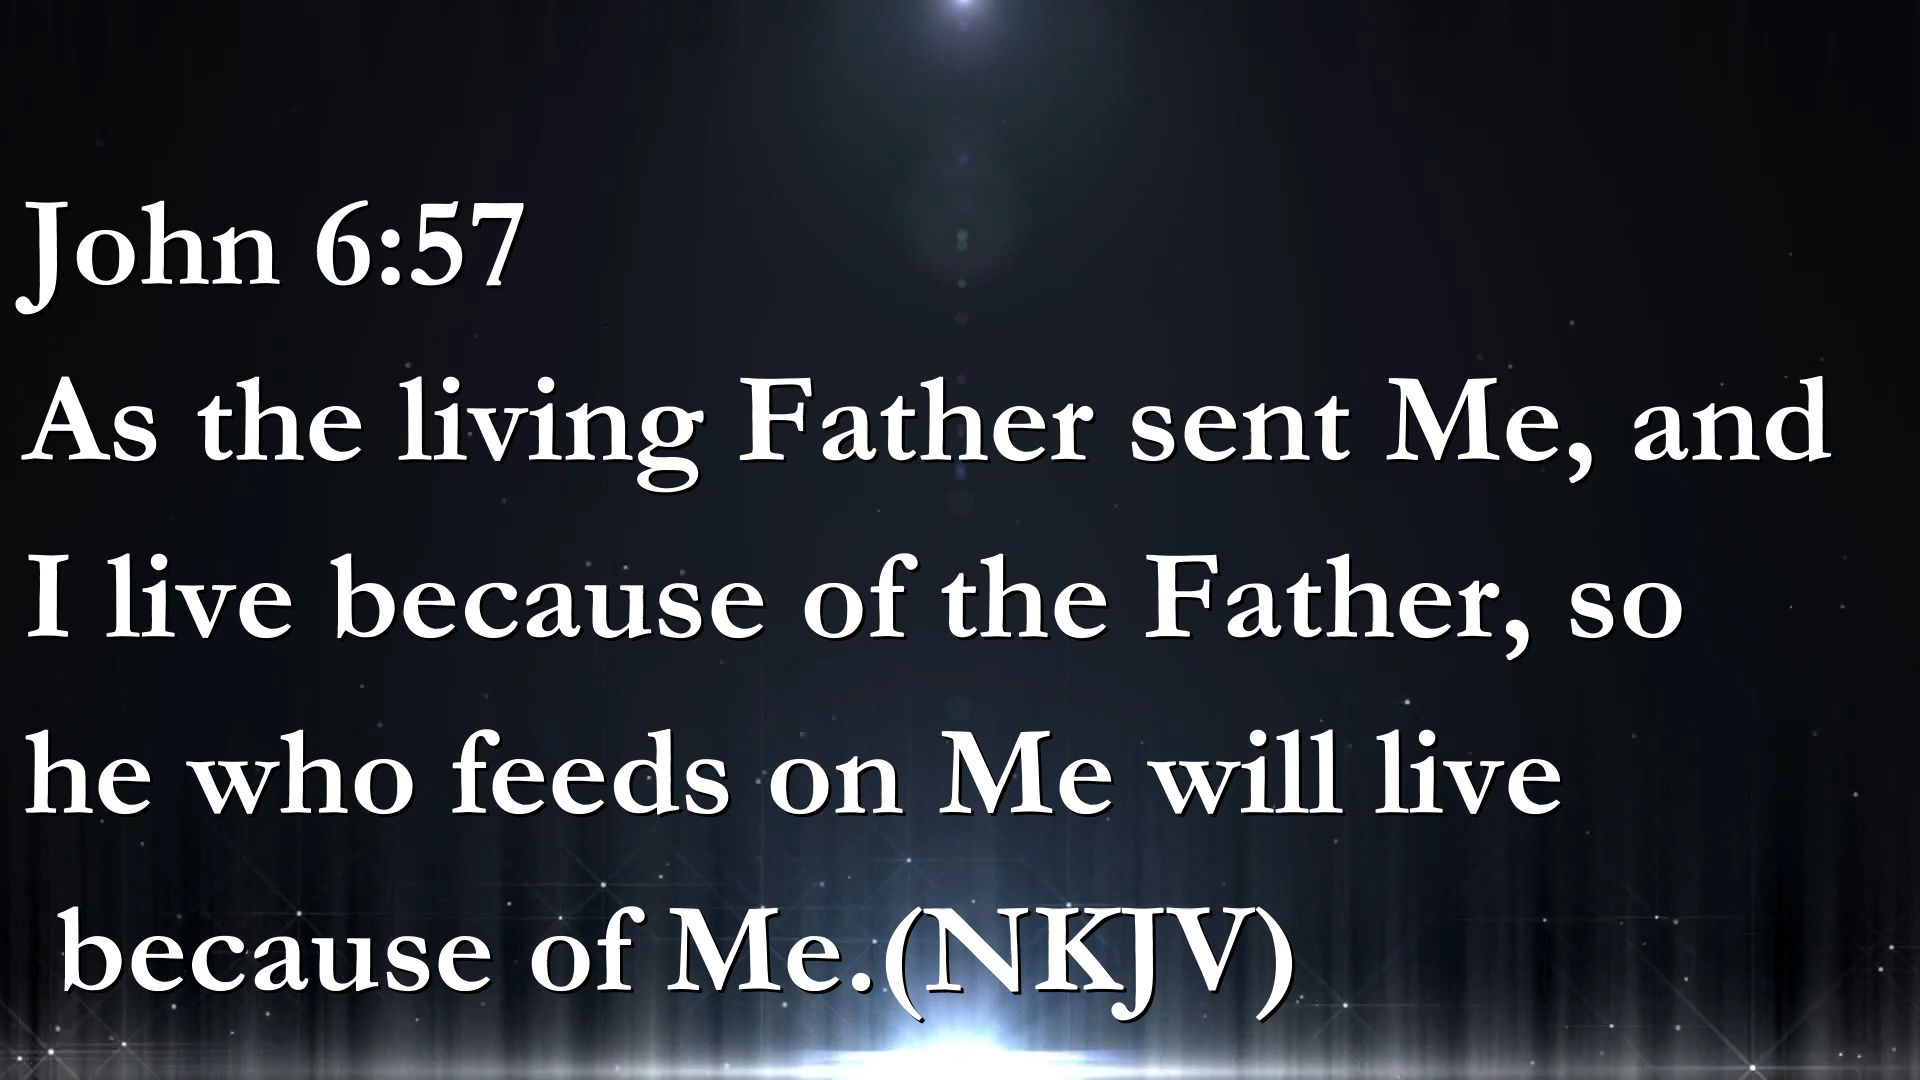 John 6:57
As the living Father sent Me, and
I live because of the Father, so
he who feeds on Me will live
because of Me.(NKJV)